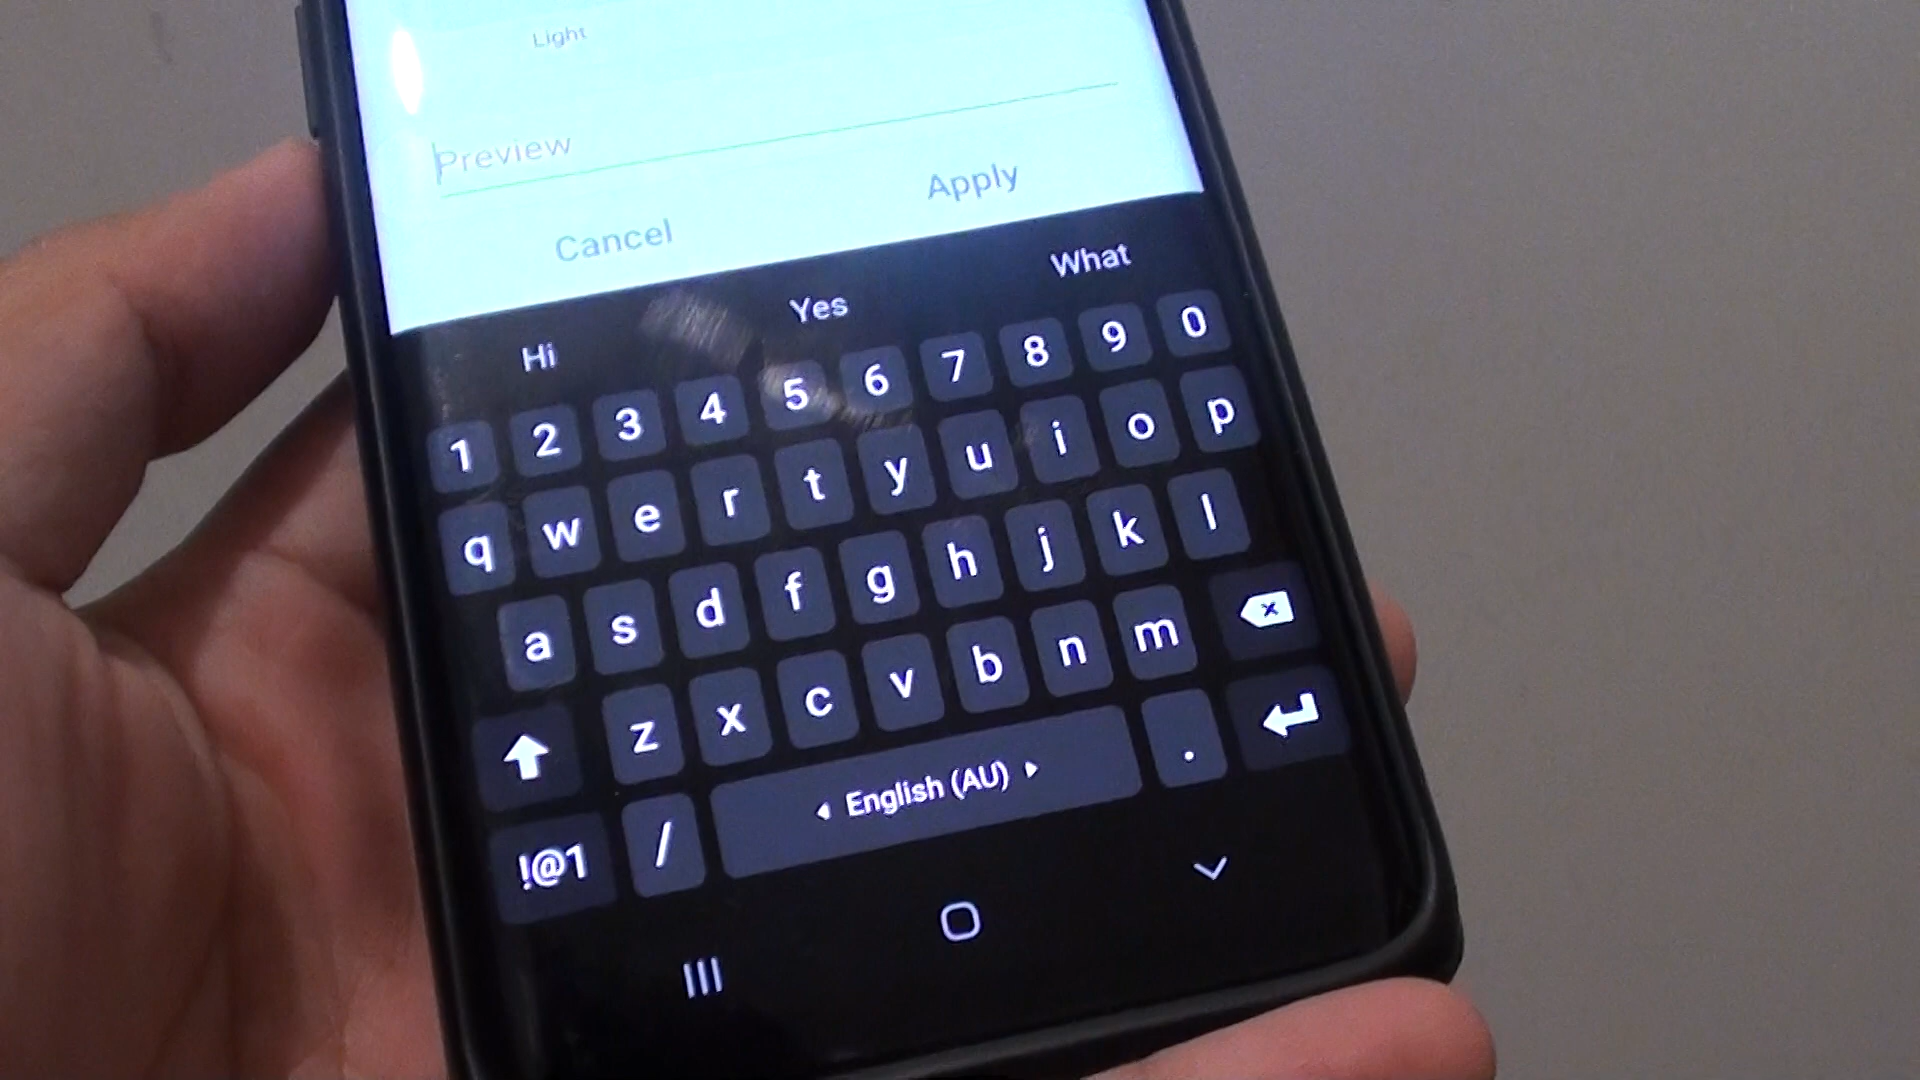 Light
Preview
Cancel Apply
Hi Yes What
1 2 3 4 5 6 7 8 9 0
q w e r t y u i o p
a s d f g h j k l
z x c v b n m
!@1 / English (AU) .